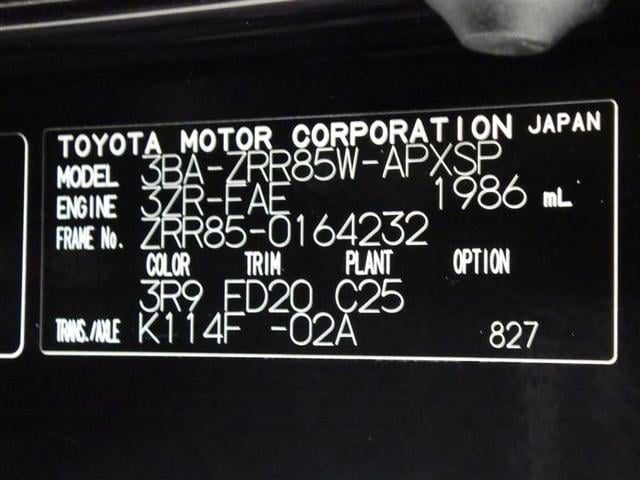 TOYOTA MOTOR CORPORATION JAPAN
MODEL 3BA-ZRR85W-APXSP
ENGINE 3ZR-FAE 1986 mL
FRAME No. ZRR85-0164232
COLOR TRIM PLANT OPTION
3R9 FD20 C25
TRANS./AXLE K114F -02A 827